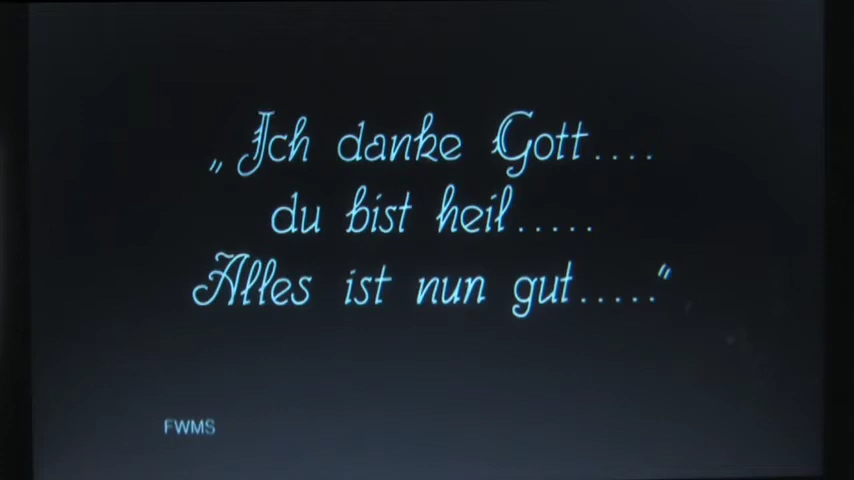 „Ich danke Gott....
du bist heil.....
Alles ist nun gut.....“
FWMS